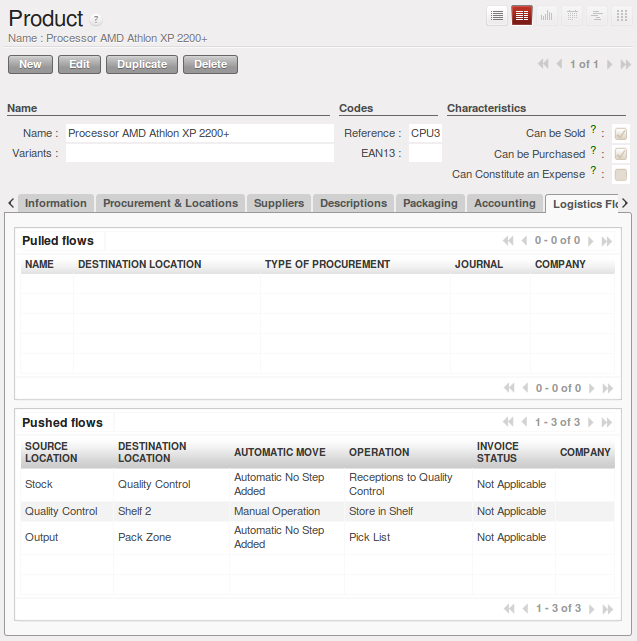 Product ?
Name : Processor AMD Athlon XP 2200+
New Edit Duplicate Delete 1 of 1
Name Codes Characteristics
Name : Processor AMD Athlon XP 2200+ Reference : CPU3 Can be Sold ? :
Variants : EAN13 : Can be Purchased ? :
Can Constitute an Expense ? :
Information Procurement & Locations Suppliers Descriptions Packaging Accounting Logistics Flo
Pulled flows 0 - 0 of 0
NAME DESTINATION LOCATION TYPE OF PROCUREMENT JOURNAL COMPANY
0 - 0 of 0
Pushed flows 1 - 3 of 3
SOURCE LOCATION DESTINATION LOCATION AUTOMATIC MOVE OPERATION INVOICE STATUS COMPANY
Stock Quality Control Automatic No Step Added Receptions to Quality Control Not Applicable
Quality Control Shelf 2 Manual Operation Store in Shelf Not Applicable
Output Pack Zone Automatic No Step Added Pick List Not Applicable
1 - 3 of 3